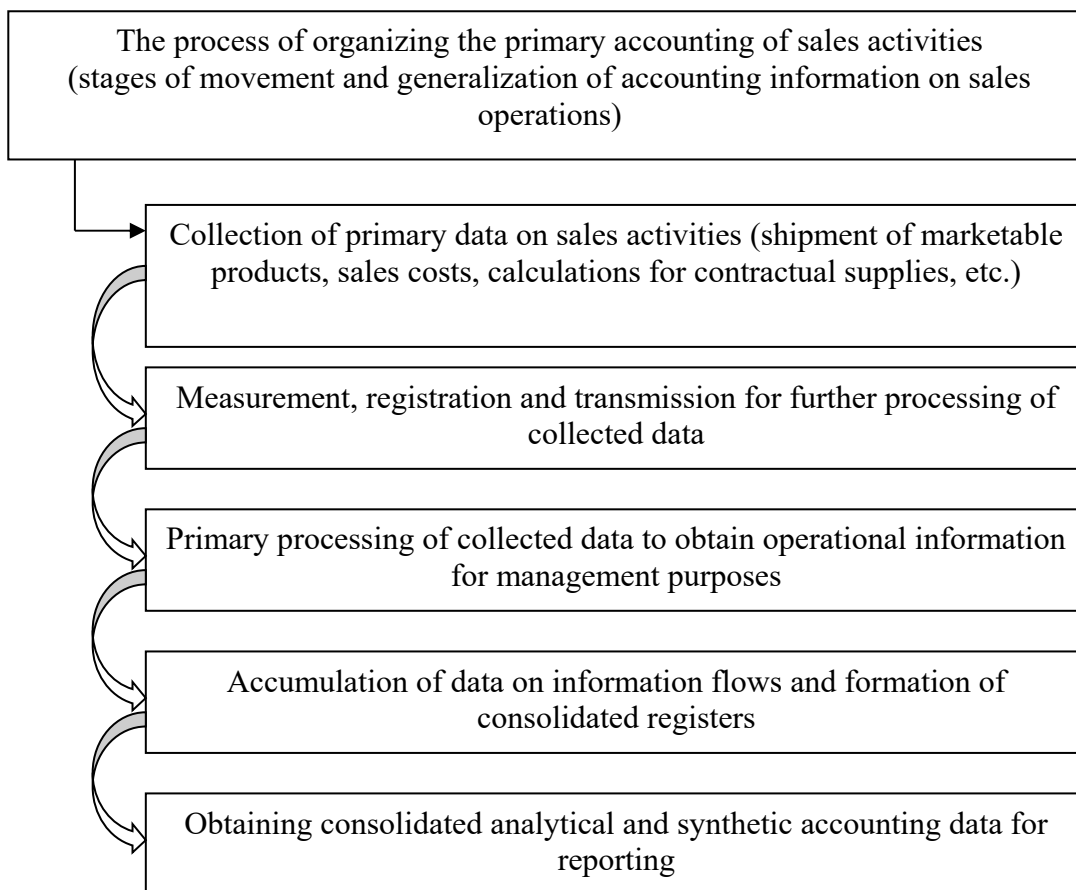 The process of organizing the primary accounting of sales activities
(stages of movement and generalization of accounting information on sales
operations)
Collection of primary data on sales activities (shipment of marketable
products, sales costs, calculations for contractual supplies, etc.)
Measurement, registration and transmission for further processing of
collected data
Primary processing of collected data to obtain operational information
for management purposes
Accumulation of data on information flows and formation of
consolidated registers
Obtaining consolidated analytical and synthetic accounting data for
reporting